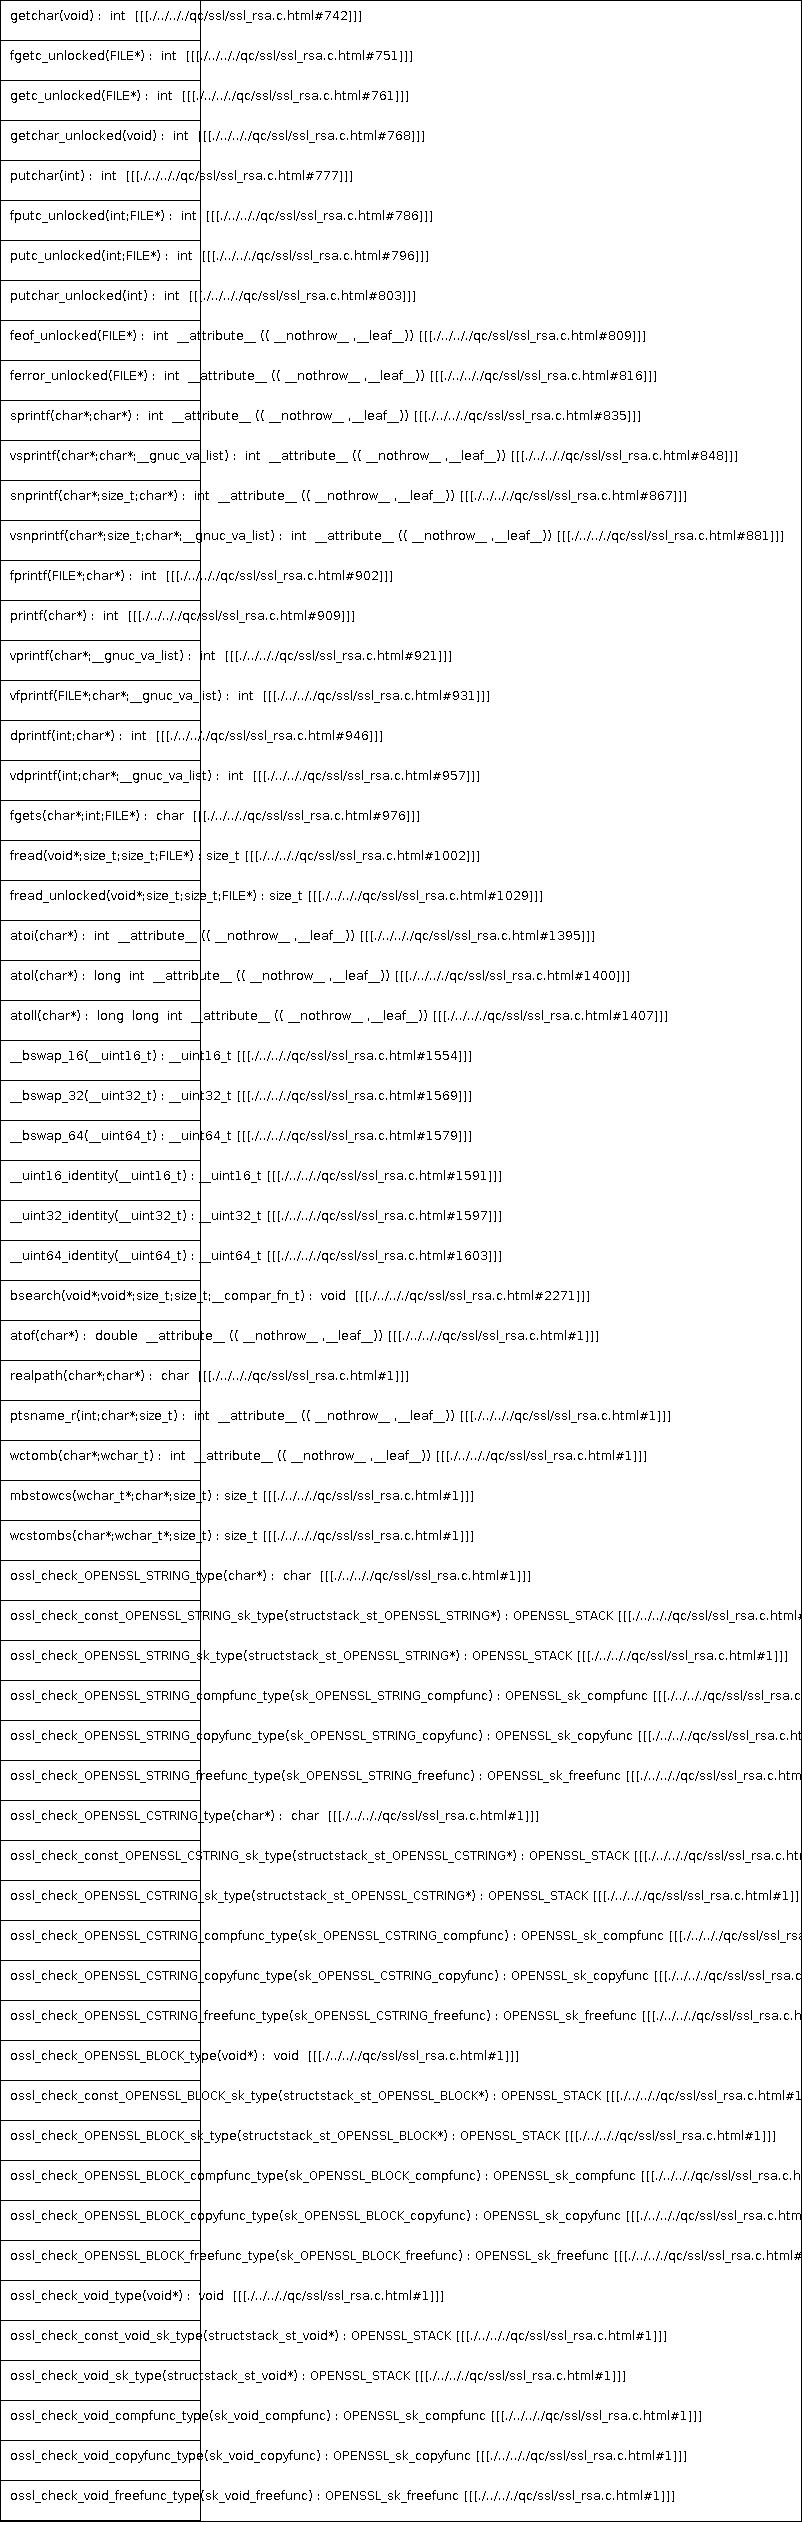 getchar(void) :  int  [[[./../../../qc/ssl/ssl_rsa.c.html#742]]]
fgetc_unlocked(FILE*) :  int  [[[./../../../qc/ssl/ssl_rsa.c.html#751]]]
getc_unlocked(FILE*) :  int  [[[./../../../qc/ssl/ssl_rsa.c.html#761]]]
getchar_unlocked(void) :  int  [[[./../../../qc/ssl/ssl_rsa.c.html#768]]]
putchar(int) :  int  [[[./../../../qc/ssl/ssl_rsa.c.html#777]]]
fputc_unlocked(int;FILE*) :  int  [[[./../../../qc/ssl/ssl_rsa.c.html#786]]]
putc_unlocked(int;FILE*) :  int  [[[./../../../qc/ssl/ssl_rsa.c.html#796]]]
putchar_unlocked(int) :  int  [[[./../../../qc/ssl/ssl_rsa.c.html#803]]]
feof_unlocked(FILE*) :  int  __attribute__ (( __nothrow__ ,__leaf__)) [[[./../../../qc/ssl/ssl_rsa.c.html#809]]]
ferror_unlocked(FILE*) :  int  __attribute__ (( __nothrow__ ,__leaf__)) [[[./../../../qc/ssl/ssl_rsa.c.html#816]]]
sprintf(char*;char*) :  int  __attribute__ (( __nothrow__ ,__leaf__)) [[[./../../../qc/ssl/ssl_rsa.c.html#835]]]
vsprintf(char*;char*;__gnuc_va_list) :  int  __attribute__ (( __nothrow__ ,__leaf__)) [[[./../../../qc/ssl/ssl_rsa.c.html#848]]]
snprintf(char*;size_t;char*) :  int  __attribute__ (( __nothrow__ ,__leaf__)) [[[./../../../qc/ssl/ssl_rsa.c.html#867]]]
vsnprintf(char*;size_t;char*;__gnuc_va_list) :  int  __attribute__ (( __nothrow__ ,__leaf__)) [[[./../../../qc/ssl/ssl_rsa.c.html#881]]]
fprintf(FILE*;char*) :  int  [[[./../../../qc/ssl/ssl_rsa.c.html#902]]]
printf(char*) :  int  [[[./../../../qc/ssl/ssl_rsa.c.html#909]]]
vprintf(char*;__gnuc_va_list) :  int  [[[./../../../qc/ssl/ssl_rsa.c.html#921]]]
vfprintf(FILE*;char*;__gnuc_va_list) :  int  [[[./../../../qc/ssl/ssl_rsa.c.html#931]]]
dprintf(int;char*) :  int  [[[./../../../qc/ssl/ssl_rsa.c.html#946]]]
vdprintf(int;char*;__gnuc_va_list) :  int  [[[./../../../qc/ssl/ssl_rsa.c.html#957]]]
fgets(char*;int;FILE*) :  char  [[[./../../../qc/ssl/ssl_rsa.c.html#976]]]
fread(void*;size_t;size_t;FILE*) : size_t [[[./../../../qc/ssl/ssl_rsa.c.html#1002]]]
fread_unlocked(void*;size_t;size_t;FILE*) : size_t [[[./../../../qc/ssl/ssl_rsa.c.html#1029]]]
atoi(char*) :  int  __attribute__ (( __nothrow__ ,__leaf__)) [[[./../../../qc/ssl/ssl_rsa.c.html#1395]]]
atol(char*) :  long  int  __attribute__ (( __nothrow__ ,__leaf__)) [[[./../../../qc/ssl/ssl_rsa.c.html#1400]]]
atoll(char*) :  long  long  int  __attribute__ (( __nothrow__ ,__leaf__)) [[[./../../../qc/ssl/ssl_rsa.c.html#1407]]]
__bswap_16(__uint16_t) : __uint16_t [[[./../../../qc/ssl/ssl_rsa.c.html#1554]]]
__bswap_32(__uint32_t) : __uint32_t [[[./../../../qc/ssl/ssl_rsa.c.html#1569]]]
__bswap_64(__uint64_t) : __uint64_t [[[./../../../qc/ssl/ssl_rsa.c.html#1579]]]
__uint16_identity(__uint16_t) : __uint16_t [[[./../../../qc/ssl/ssl_rsa.c.html#1591]]]
__uint32_identity(__uint32_t) : __uint32_t [[[./../../../qc/ssl/ssl_rsa.c.html#1597]]]
__uint64_identity(__uint64_t) : __uint64_t [[[./../../../qc/ssl/ssl_rsa.c.html#1603]]]
bsearch(void*;void*;size_t;size_t;__compar_fn_t) :  void  [[[./../../../qc/ssl/ssl_rsa.c.html#2271]]]
atof(char*) :  double  __attribute__ (( __nothrow__ ,__leaf__)) [[[./../../../qc/ssl/ssl_rsa.c.html#1]]]
realpath(char*;char*) :  char  [[[./../../../qc/ssl/ssl_rsa.c.html#1]]]
ptsname_r(int;char*;size_t) :  int  __attribute__ (( __nothrow__ ,__leaf__)) [[[./../../../qc/ssl/ssl_rsa.c.html#1]]]
wctomb(char*;wchar_t) :  int  __attribute__ (( __nothrow__ ,__leaf__)) [[[./../../../qc/ssl/ssl_rsa.c.html#1]]]
mbstowcs(wchar_t*;char*;size_t) : size_t [[[./../../../qc/ssl/ssl_rsa.c.html#1]]]
wcstombs(char*;wchar_t*;size_t) : size_t [[[./../../../qc/ssl/ssl_rsa.c.html#1]]]
ossl_check_OPENSSL_STRING_type(char*) :  char  [[[./../../../qc/ssl/ssl_rsa.c.html#1]]]
ossl_check_const_OPENSSL_STRING_sk_type(structstack_st_OPENSSL_STRING*) : OPENSSL_STACK [[[./../../../qc/ssl/ssl_rsa.c.html#
ossl_check_OPENSSL_STRING_sk_type(structstack_st_OPENSSL_STRING*) : OPENSSL_STACK [[[./../../../qc/ssl/ssl_rsa.c.html#1]]]
ossl_check_OPENSSL_STRING_compfunc_type(sk_OPENSSL_STRING_compfunc) : OPENSSL_sk_compfunc [[[./../../../qc/ssl/ssl_rsa.c
ossl_check_OPENSSL_STRING_copyfunc_type(sk_OPENSSL_STRING_copyfunc) : OPENSSL_sk_copyfunc [[[./../../../qc/ssl/ssl_rsa.c.ht
ossl_check_OPENSSL_STRING_freefunc_type(sk_OPENSSL_STRING_freefunc) : OPENSSL_sk_freefunc [[[./../../../qc/ssl/ssl_rsa.c.htm
ossl_check_OPENSSL_CSTRING_type(char*) :  char  [[[./../../../qc/ssl/ssl_rsa.c.html#1]]]
ossl_check_const_OPENSSL_CSTRING_sk_type(structstack_st_OPENSSL_CSTRING*) : OPENSSL_STACK [[[./../../../qc/ssl/ssl_rsa.c.htr
ossl_check_OPENSSL_CSTRING_sk_type(structstack_st_OPENSSL_CSTRING*) : OPENSSL_STACK [[[./../../../qc/ssl/ssl_rsa.c.html#1]]
ossl_check_OPENSSL_CSTRING_compfunc_type(sk_OPENSSL_CSTRING_compfunc) : OPENSSL_sk_compfunc [[[./../../../qc/ssl/ssl_rsa
ossl_check_OPENSSL_CSTRING_copyfunc_type(sk_OPENSSL_CSTRING_copyfunc) : OPENSSL_sk_copyfunc [[[./../../../qc/ssl/ssl_rsa.c
ossl_check_OPENSSL_CSTRING_freefunc_type(sk_OPENSSL_CSTRING_freefunc) : OPENSSL_sk_freefunc [[[./../../../qc/ssl/ssl_rsa.c.h
ossl_check_OPENSSL_BLOCK_type(void*) :  void  [[[./../../../qc/ssl/ssl_rsa.c.html#1]]]
ossl_check_const_OPENSSL_BLOCK_sk_type(structstack_st_OPENSSL_BLOCK*) : OPENSSL_STACK [[[./../../../qc/ssl/ssl_rsa.c.html#1
ossl_check_OPENSSL_BLOCK_sk_type(structstack_st_OPENSSL_BLOCK*) : OPENSSL_STACK [[[./../../../qc/ssl/ssl_rsa.c.html#1]]]
ossl_check_OPENSSL_BLOCK_compfunc_type(sk_OPENSSL_BLOCK_compfunc) : OPENSSL_sk_compfunc [[[./../../../qc/ssl/ssl_rsa.c.h
ossl_check_OPENSSL_BLOCK_copyfunc_type(sk_OPENSSL_BLOCK_copyfunc) : OPENSSL_sk_copyfunc [[[./../../../qc/ssl/ssl_rsa.c.htm
ossl_check_OPENSSL_BLOCK_freefunc_type(sk_OPENSSL_BLOCK_freefunc) : OPENSSL_sk_freefunc [[[./../../../qc/ssl/ssl_rsa.c.html#
ossl_check_void_type(void*) :  void  [[[./../../../qc/ssl/ssl_rsa.c.html#1]]]
ossl_check_const_void_sk_type(structstack_st_void*) : OPENSSL_STACK [[[./../../../qc/ssl/ssl_rsa.c.html#1]]]
ossl_check_void_sk_type(structstack_st_void*) : OPENSSL_STACK [[[./../../../qc/ssl/ssl_rsa.c.html#1]]]
ossl_check_void_compfunc_type(sk_void_compfunc) : OPENSSL_sk_compfunc [[[./../../../qc/ssl/ssl_rsa.c.html#1]]]
ossl_check_void_copyfunc_type(sk_void_copyfunc) : OPENSSL_sk_copyfunc [[[./../../../qc/ssl/ssl_rsa.c.html#1]]]
ossl_check_void_freefunc_type(sk_void_freefunc) : OPENSSL_sk_freefunc [[[./../../../qc/ssl/ssl_rsa.c.html#1]]]